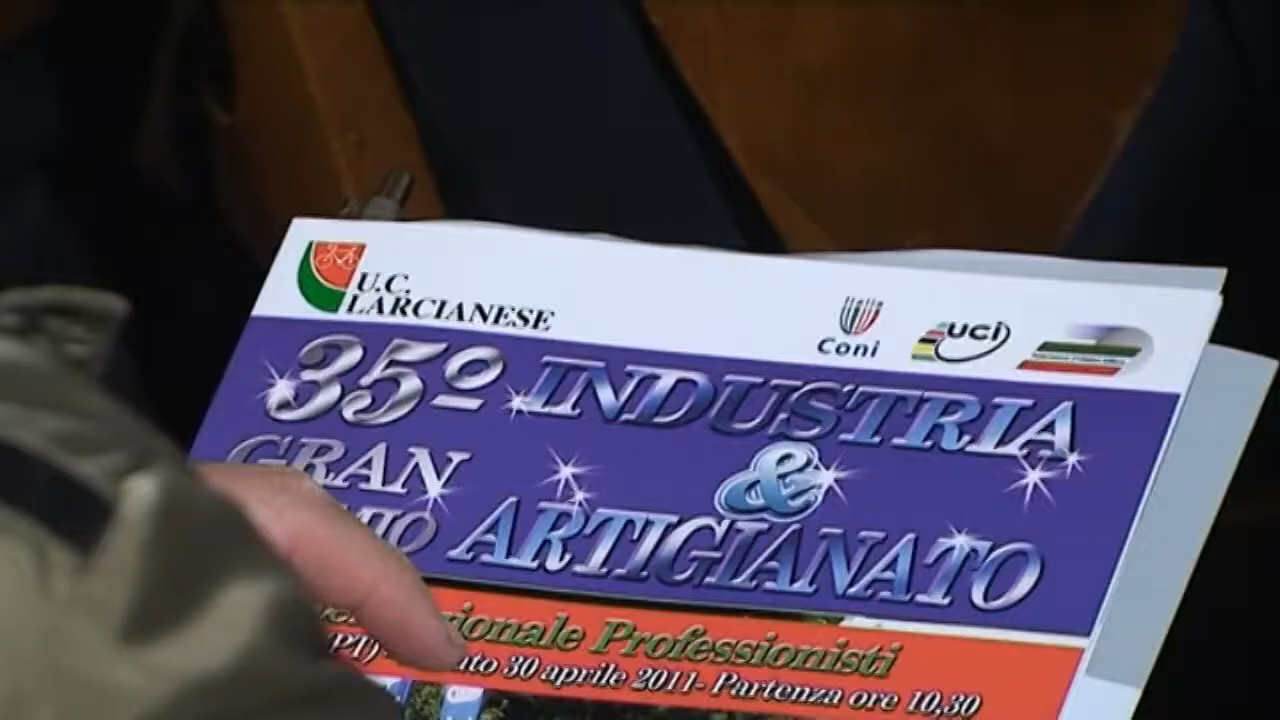 U.C.
LARCIANESE
Coni
UCI
35º INDUSTRIA
&
GRAN
ARTIGIANATO
Professionisti
30 aprile 2011- Partenza ore 10,30